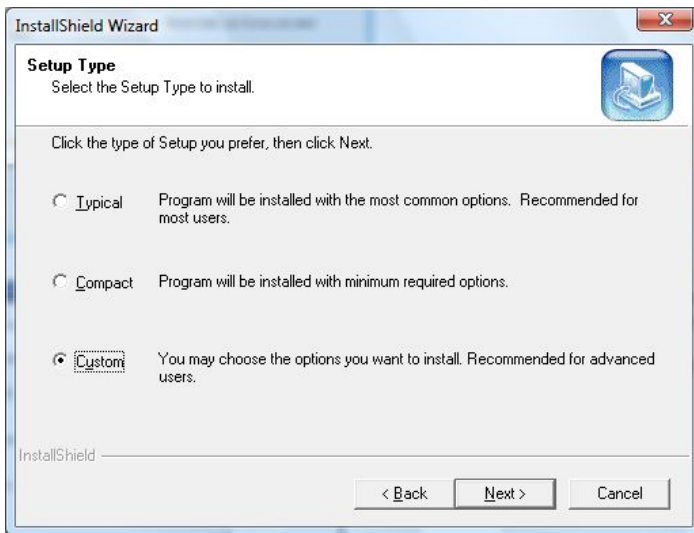 InstallShield Wizard
Setup Type
Select the Setup Type to install.
Click the type of Setup you prefer, then click Next.
Typical
Program will be installed with the most common options. Recommended for
most users.
Compact
Program will be installed with minimum required options.
Custom
You may choose the options you want to install. Recommended for advanced
users.
InstallShield
< Back
Next >
Cancel